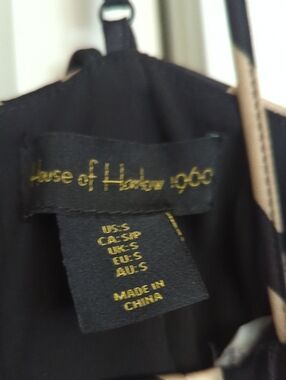 House of Harlow 1960
US:S
CA:S/P
UK:S
EU:S
AU:S
MADE IN
CHINA